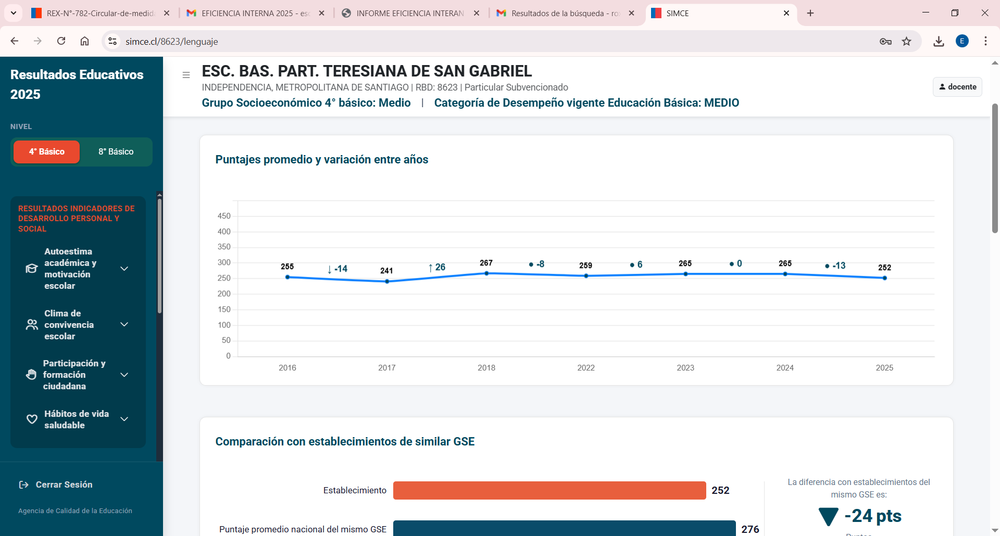 REX-N°-782-Circular-de-medida
EFICIENCIA INTERNA 2025 - esc
INFORME EFICIENCIA INTERAN
Resultados de la búsqueda - rox
SIMCE
simce.cl/8623/lenguaje
E
Resultados Educativos
2025
NIVEL
4° Básico
8° Básico
RESULTADOS INDICADORES DE
DESARROLLO PERSONAL Y
SOCIAL
Autoestima
académica y
motivación
escolar
Clima de
convivencia
escolar
Participación y
formación
ciudadana
Hábitos de vida
saludable
Cerrar Sesión
Agencia de Calidad de la Educación
ESC. BAS. PART. TERESIANA DE SAN GABRIEL
INDEPENDENCIA, METROPOLITANA DE SANTIAGO | RBD: 8623 | Particular Subvencionado
Grupo Socioeconómico 4° básico: Medio | Categoría de Desempeño vigente Educación Básica: MEDIO
docente
Puntajes promedio y variación entre años
450
400
350
300
250
200
150
100
50
0
255 ↓ -14 241 ↑ 26 267 • -8 259 • 6 265 • 0 265 • -13 252
2016 2017 2018 2022 2023 2024 2025
Comparación con establecimientos de similar GSE
Establecimiento 252
Puntaje promedio nacional del mismo GSE 276
La diferencia con establecimientos del
mismo GSE es:
▼ -24 pts